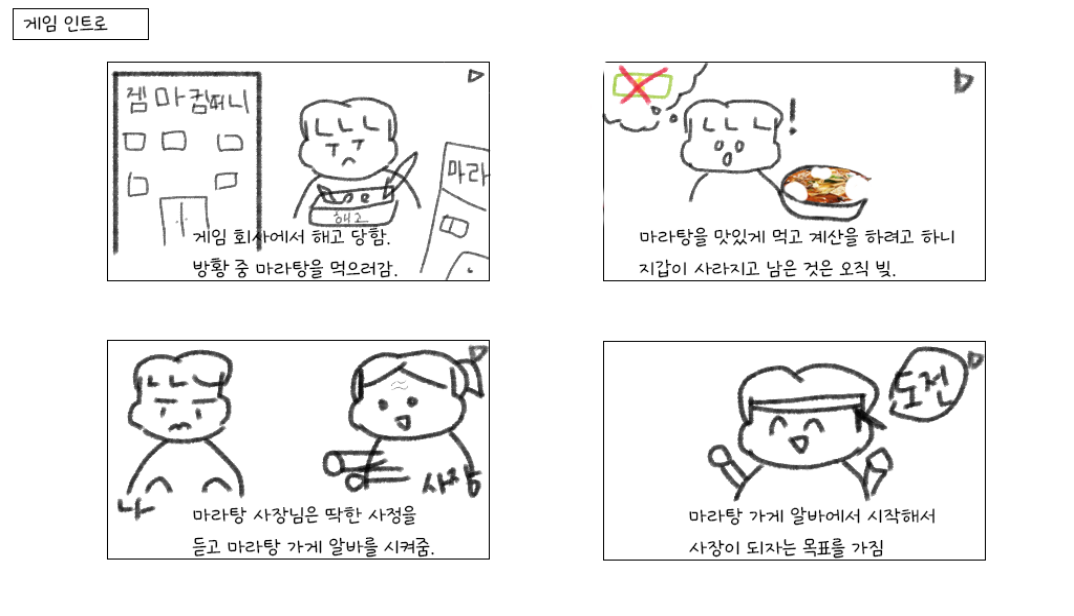 게임 인트로
젬마컴퍼니
마라
해고
게임 회사에서 해고 당함.
방황 중 마라탕을 먹으러감.
!
마라탕을 맛있게 먹고 계산을 하려고 하니
지갑이 사라지고 남은 것은 오직 빚.
나
사장
마라탕 사장님은 딱한 사정을
듣고 마라탕 가게 알바를 시켜줌.
도전
마라탕 가게 알바에서 시작해서
사장이 되자는 목표를 가짐